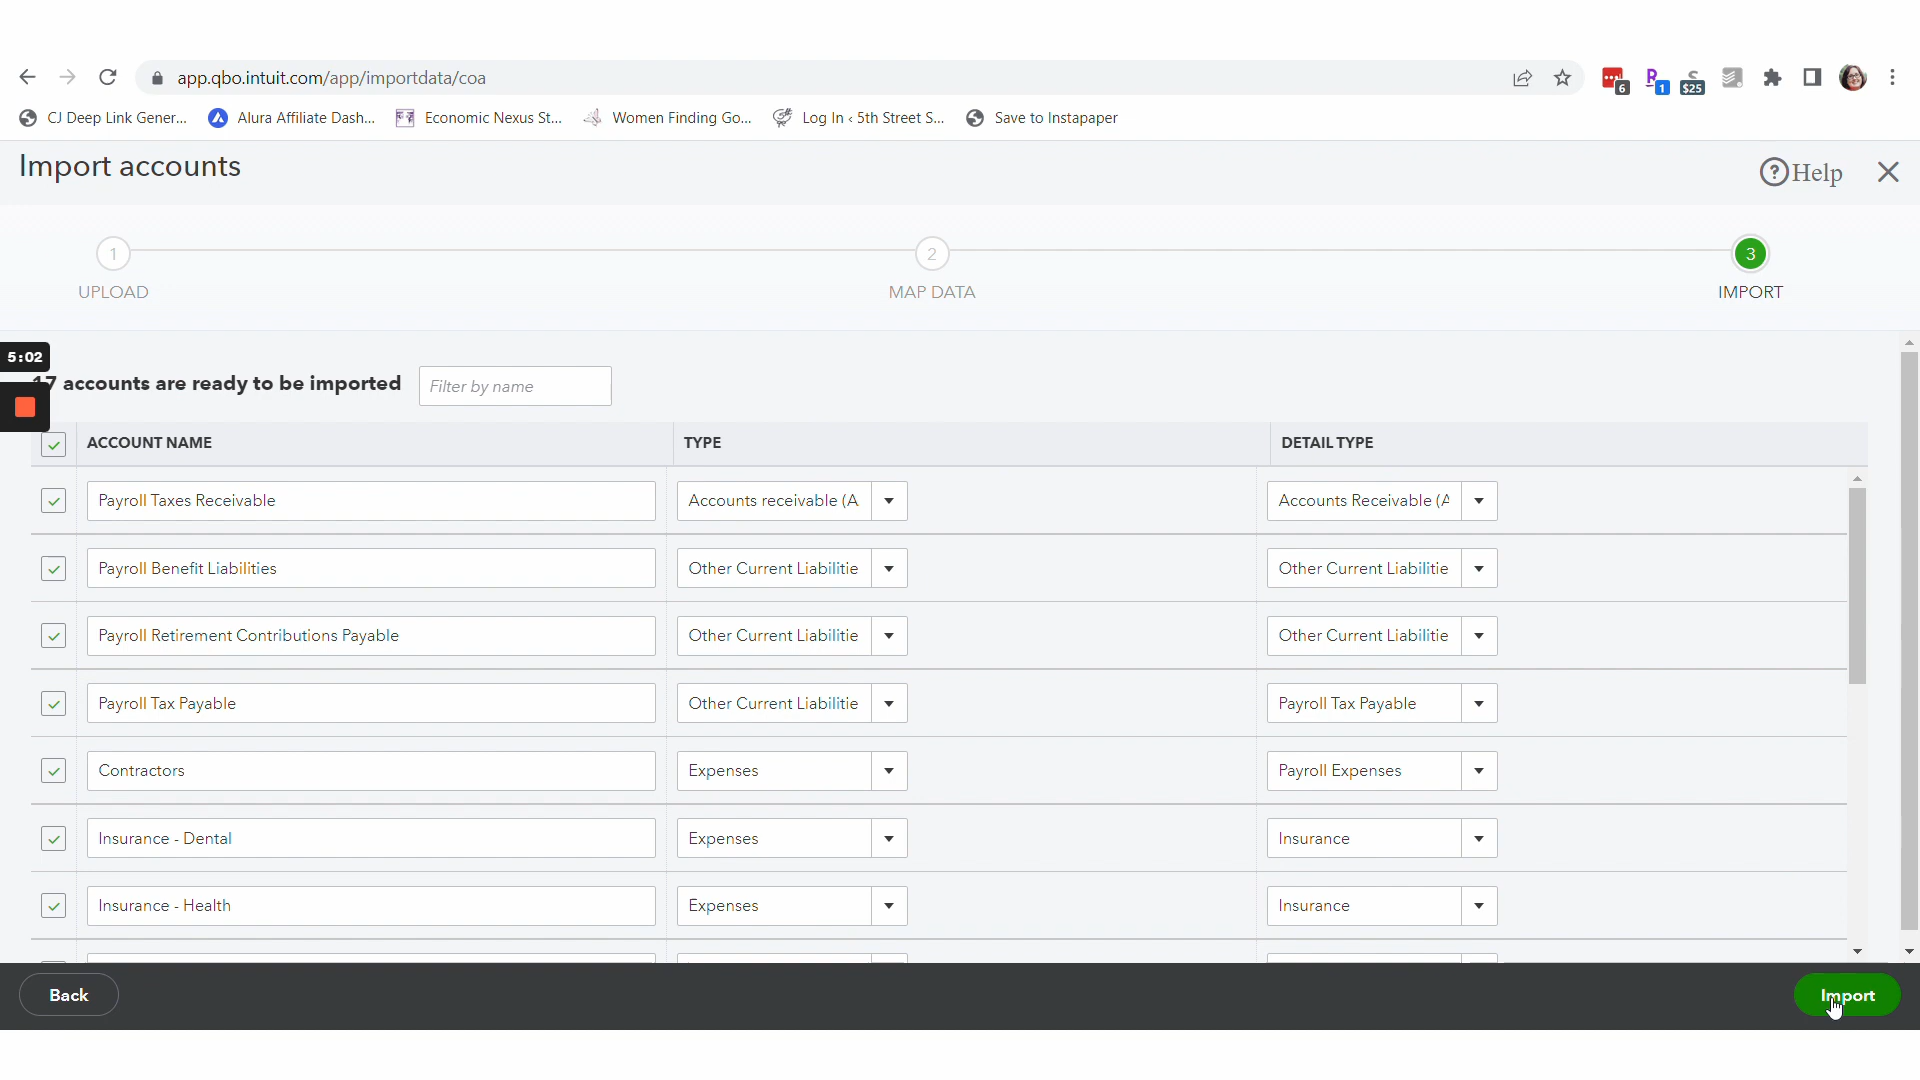 app.qbo.intuit.com/app/importdata/coa
6
1
$25
CJ Deep Link Gener...
Alura Affiliate Dash...
Economic Nexus St...
Women Finding Go...
Log In ‹ 5th Street S...
Save to Instapaper
Import accounts
Help
1
2
3
UPLOAD
MAP DATA
IMPORT
5:02
17 accounts are ready to be imported
Filter by name
ACCOUNT NAME
TYPE
DETAIL TYPE
Payroll Taxes Receivable
Accounts receivable (A
Accounts Receivable (A
Payroll Benefit Liabilities
Other Current Liabilitie
Other Current Liabilitie
Payroll Retirement Contributions Payable
Other Current Liabilitie
Other Current Liabilitie
Payroll Tax Payable
Other Current Liabilitie
Payroll Tax Payable
Contractors
Expenses
Payroll Expenses
Insurance - Dental
Expenses
Insurance
Insurance - Health
Expenses
Insurance
Back
Import